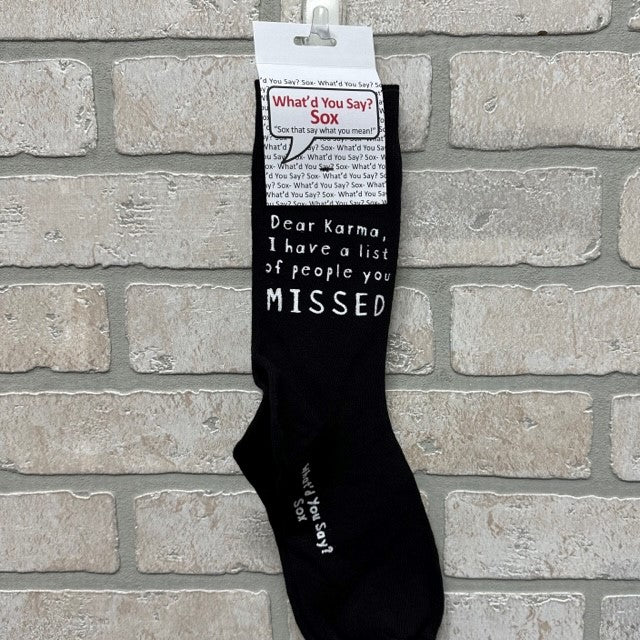 What'd You Say?
Sox
"Sox that say what you mean!"
Dear Karma,
I have a list
of people you
MISSED
What'd You Say?
Sox